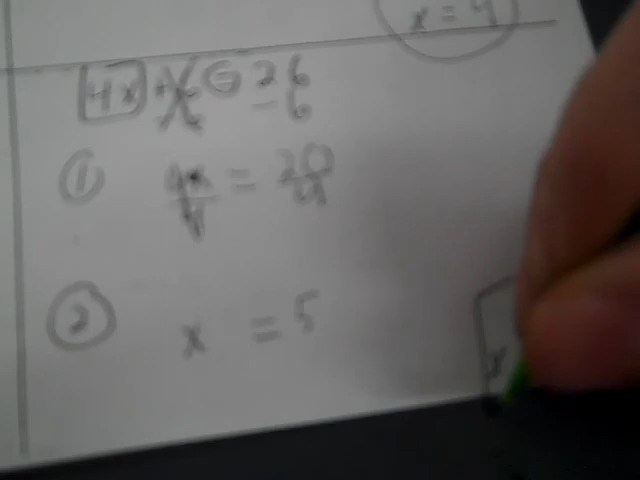 x = 4
4x + 6 = 26
- 6 - 6
① 4x/4 = 20/4
② x = 5
x